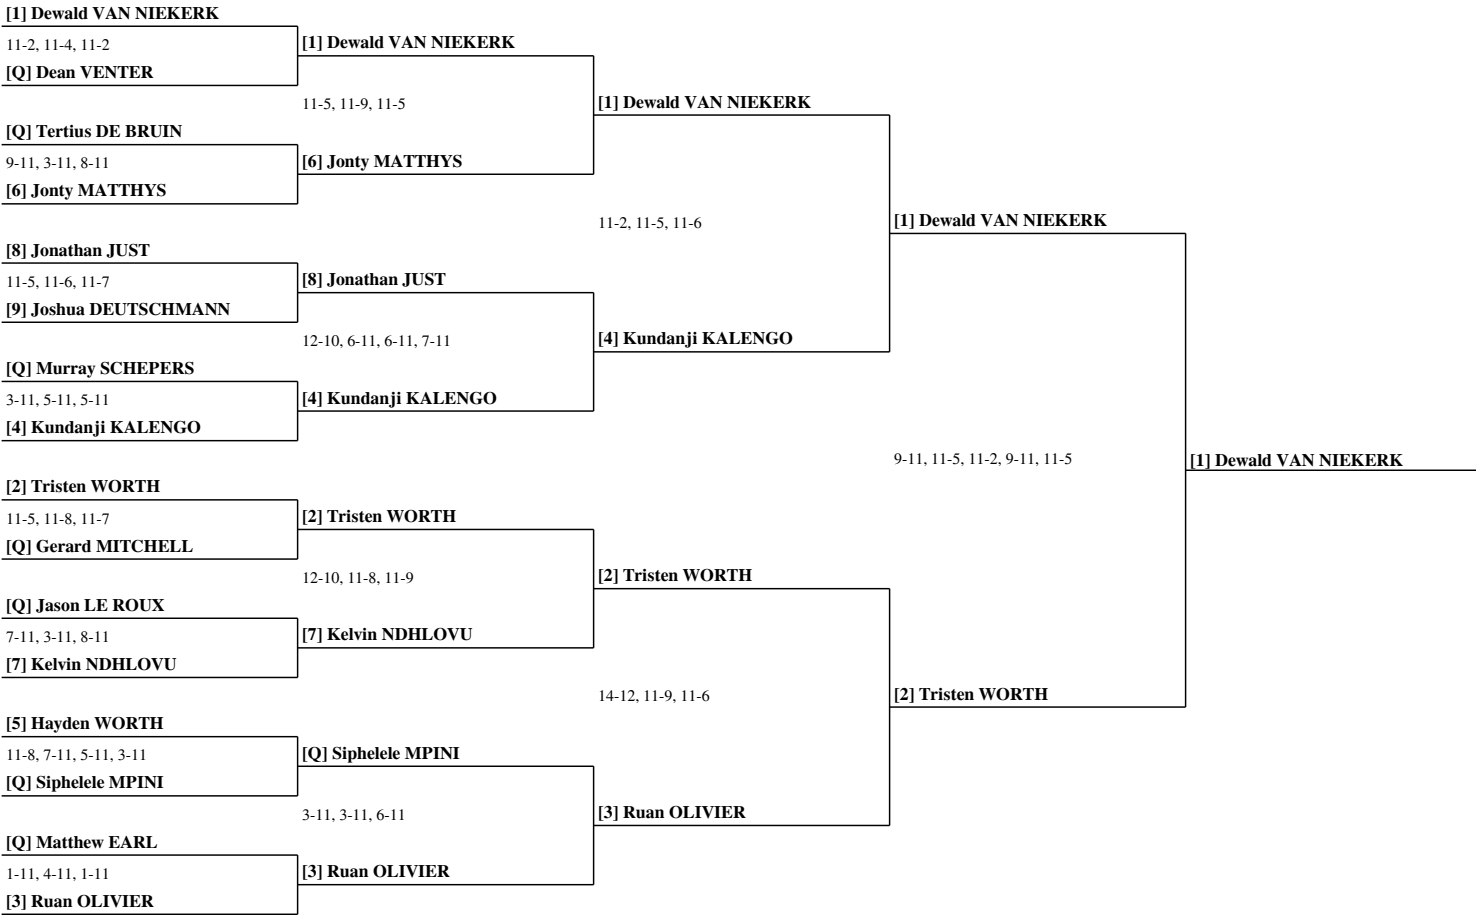 [1] Dewald VAN NIEKERK
11-2, 11-4, 11-2
[Q] Dean VENTER
[Q] Tertius DE BRUIN
9-11, 3-11, 8-11
[6] Jonty MATTHYS
[8] Jonathan JUST
11-5, 11-6, 11-7
[9] Joshua DEUTSCHMANN
[Q] Murray SCHEPERS
3-11, 5-11, 5-11
[4] Kundanji KALENGO
[2] Tristen WORTH
11-5, 11-8, 11-7
[Q] Gerard MITCHELL
[Q] Jason LE ROUX
7-11, 3-11, 8-11
[7] Kelvin NDHLOVU
[5] Hayden WORTH
11-8, 7-11, 5-11, 3-11
[Q] Siphelele MPINI
[Q] Matthew EARL
1-11, 4-11, 1-11
[3] Ruan OLIVIER
[1] Dewald VAN NIEKERK
11-5, 11-9, 11-5
[6] Jonty MATTHYS
[8] Jonathan JUST
12-10, 6-11, 6-11, 7-11
[4] Kundanji KALENGO
[2] Tristen WORTH
12-10, 11-8, 11-9
[7] Kelvin NDHLOVU
[Q] Siphelele MPINI
3-11, 3-11, 6-11
[3] Ruan OLIVIER
[1] Dewald VAN NIEKERK
11-2, 11-5, 11-6
[4] Kundanji KALENGO
[2] Tristen WORTH
14-12, 11-9, 11-6
[3] Ruan OLIVIER
[1] Dewald VAN NIEKERK
9-11, 11-5, 11-2, 9-11, 11-5
[2] Tristen WORTH
[1] Dewald VAN NIEKERK